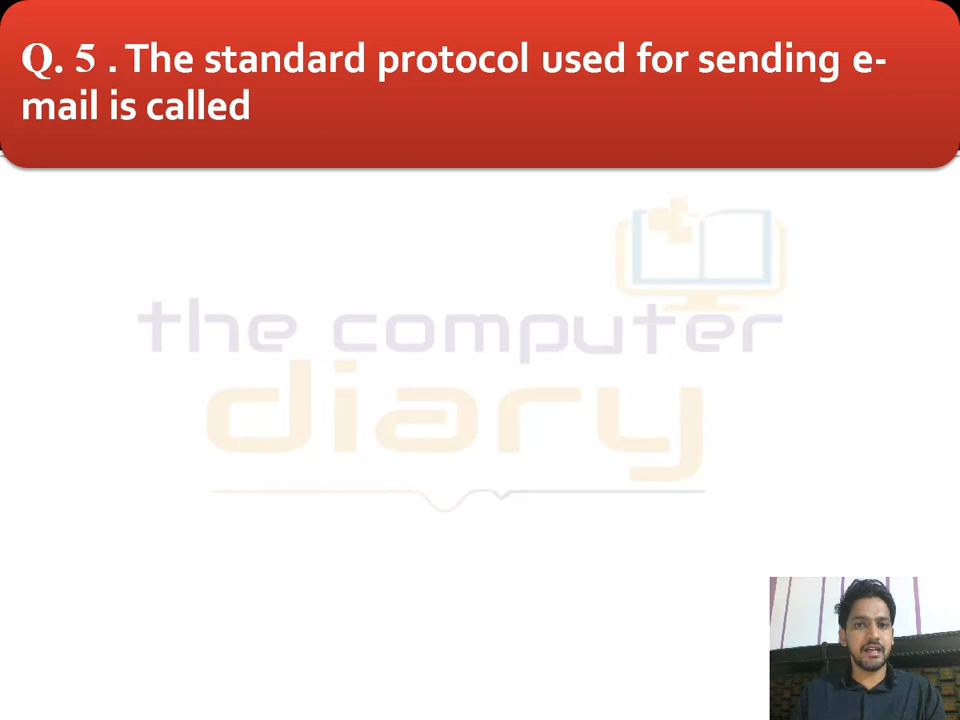 Q. 5 . The standard protocol used for sending e-
mail is called
the computer
diary